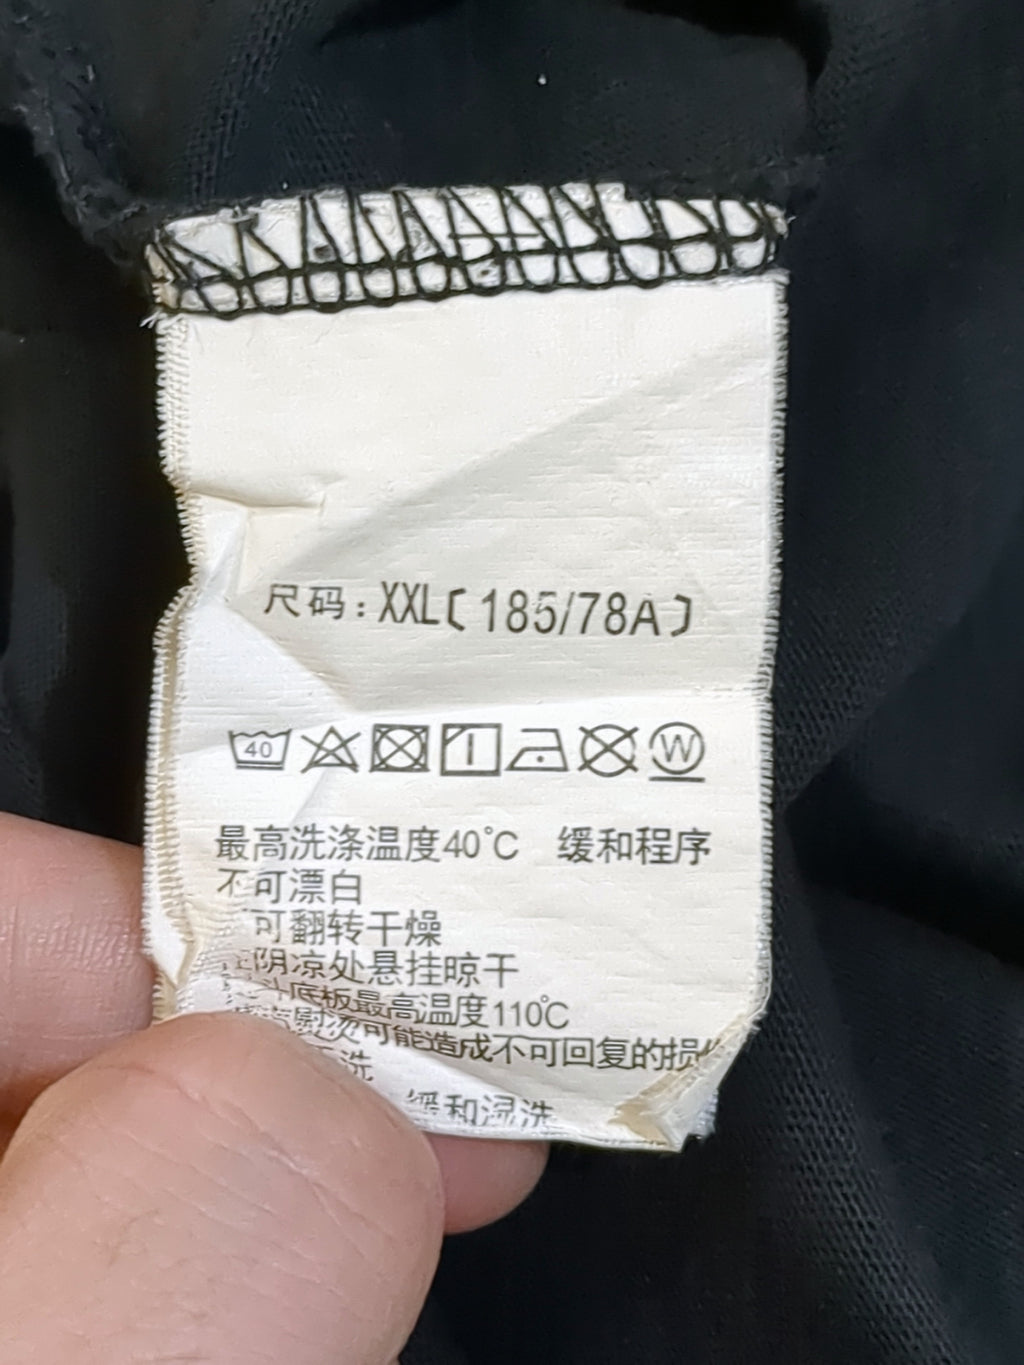 尺码：XXL〔185/78A〕
40 W
最高洗涤温度40℃ 缓和程序
不可漂白
可翻转干燥
阴凉处悬挂晾干
底板最高温度110℃
熨烫可能造成不可回复的损
洗
缓和湿洗